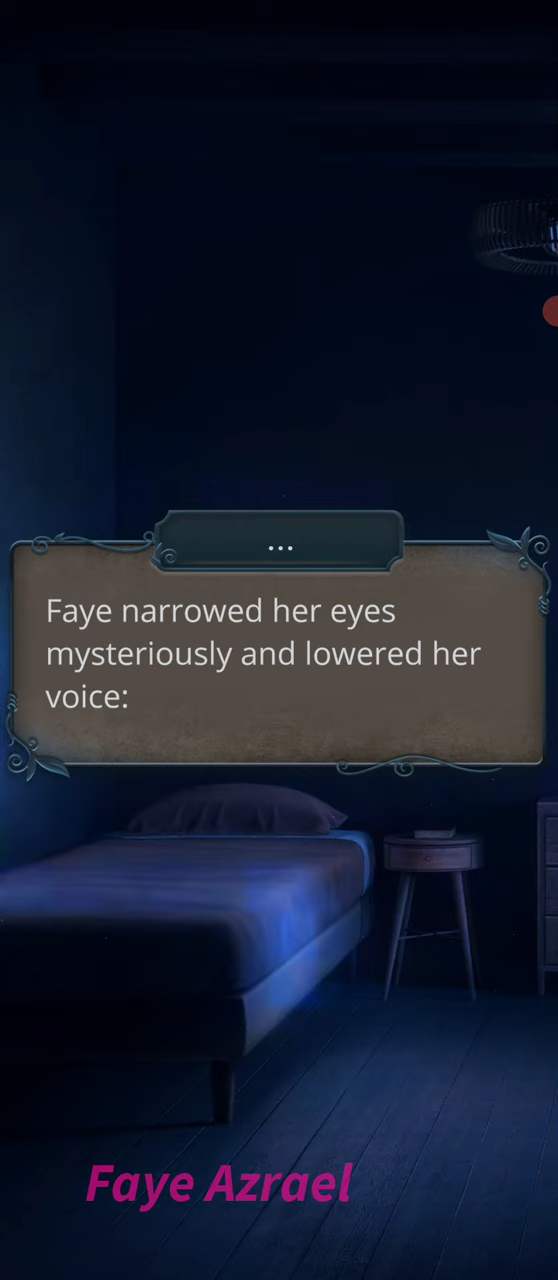 ...
Faye narrowed her eyes
mysteriously and lowered her
voice:
Faye Azrael